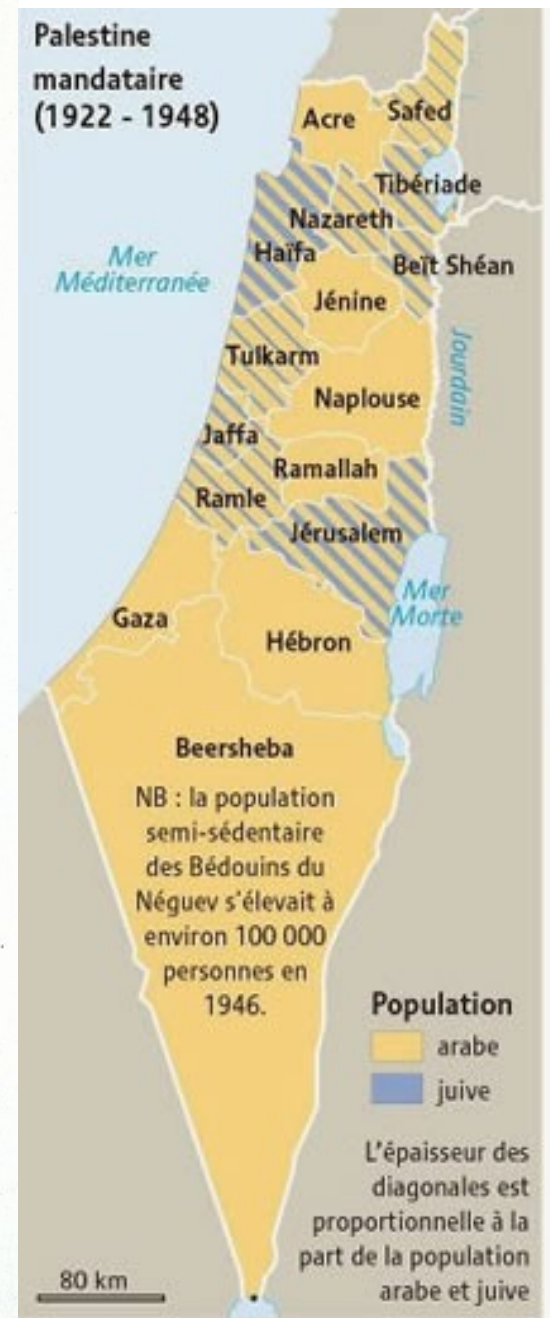 Palestine
mandataire
(1922 - 1948)
Acre
Safed
Tibériade
Nazareth
Haïfa
Beït Shéan
Mer
Méditerranée
Jénine
Tulkarm
Jourdain
Naplouse
Jaffa
Ramallah
Ramle
Jérusalem
Mer
Morte
Gaza
Hébron
Beersheba
NB : la population
semi-sédentaire
des Bédouins du
Néguev s'élevait à
environ 100 000
personnes en
1946.
Population
arabe
juive
L'épaisseur des
diagonales est
proportionnelle à la
part de la population
arabe et juive
80 km